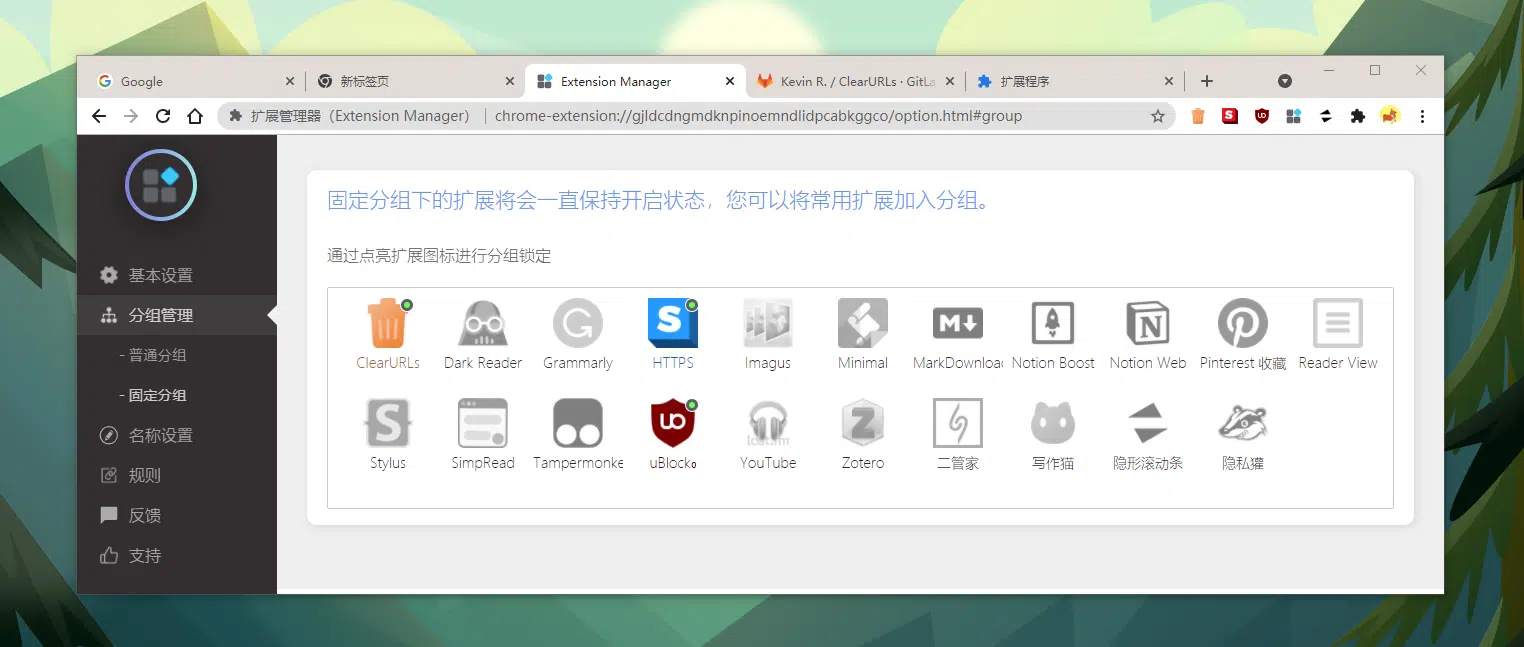 Google
新标签页
Extension Manager
Kevin R. / ClearURLs · GitLa
扩展程序
扩展管理器 (Extension Manager) | chrome-extension://gjldcdngmdknpinoemndlidpcabkggco/option.html#group
基本设置
分组管理
- 普通分组
- 固定分组
名称设置
规则
反馈
支持
固定分组下的扩展将会一直保持开启状态，您可以将常用扩展加入分组。
通过点亮扩展图标进行分组锁定
ClearURLs Dark Reader Grammarly HTTPS Imagus Minimal MarkDownload Notion Boost Notion Web Pinterest 收藏 Reader View
Stylus SimpRead Tampermonke uBlock₀ YouTube Zotero 二管家 写作猫 隐形滚动条 隐私獾